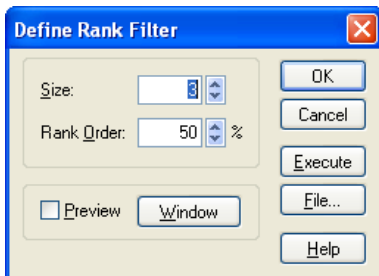 Define Rank Filter
Size: 3
Rank Order: 50 %
Preview Window
OK
Cancel
Execute
File...
Help